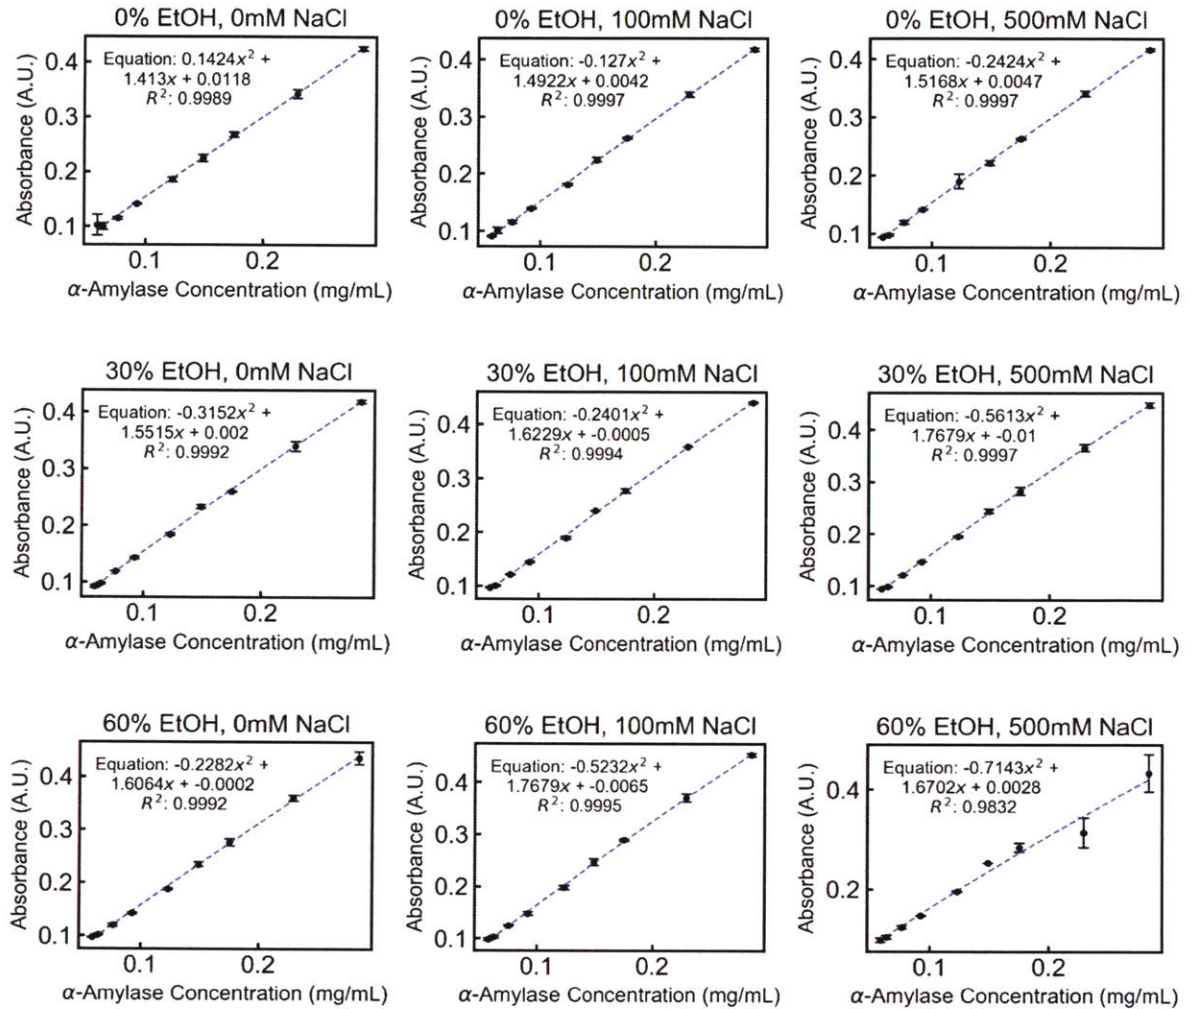 0% EtOH, 0mM NaCl
Equation: 0.1424x² +
1.413x + 0.0118
R²: 0.9989
Absorbance (A.U.)
0.4
0.3
0.2
0.1
0.1
0.2
α-Amylase Concentration (mg/mL)
0% EtOH, 100mM NaCl
Equation: -0.127x² +
1.4922x + 0.0042
R²: 0.9997
Absorbance (A.U.)
0.4
0.3
0.2
0.1
0.1
0.2
α-Amylase Concentration (mg/mL)
0% EtOH, 500mM NaCl
Equation: -0.2424x² +
1.5168x + 0.0047
R²: 0.9997
Absorbance (A.U.)
0.4
0.3
0.2
0.1
0.1
0.2
α-Amylase Concentration (mg/mL)
30% EtOH, 0mM NaCl
Equation: -0.3152x² +
1.5515x + 0.002
R²: 0.9992
Absorbance (A.U.)
0.4
0.3
0.2
0.1
0.1
0.2
α-Amylase Concentration (mg/mL)
30% EtOH, 100mM NaCl
Equation: -0.2401x² +
1.6229x + -0.0005
R²: 0.9994
Absorbance (A.U.)
0.4
0.3
0.2
0.1
0.1
0.2
α-Amylase Concentration (mg/mL)
30% EtOH, 500mM NaCl
Equation: -0.5613x² +
1.7679x + -0.01
R²: 0.9997
Absorbance (A.U.)
0.4
0.3
0.2
0.1
0.1
0.2
α-Amylase Concentration (mg/mL)
60% EtOH, 0mM NaCl
Equation: -0.2282x² +
1.6064x + -0.0002
R²: 0.9992
Absorbance (A.U.)
0.4
0.3
0.2
0.1
0.1
0.2
α-Amylase Concentration (mg/mL)
60% EtOH, 100mM NaCl
Equation: -0.5232x² +
1.7679x + -0.0065
R²: 0.9995
Absorbance (A.U.)
0.4
0.3
0.2
0.1
0.1
0.2
α-Amylase Concentration (mg/mL)
60% EtOH, 500mM NaCl
Equation: -0.7143x² +
1.6702x + 0.0028
R²: 0.9832
Absorbance (A.U.)
0.4
0.2
0.1
0.2
α-Amylase Concentration (mg/mL)